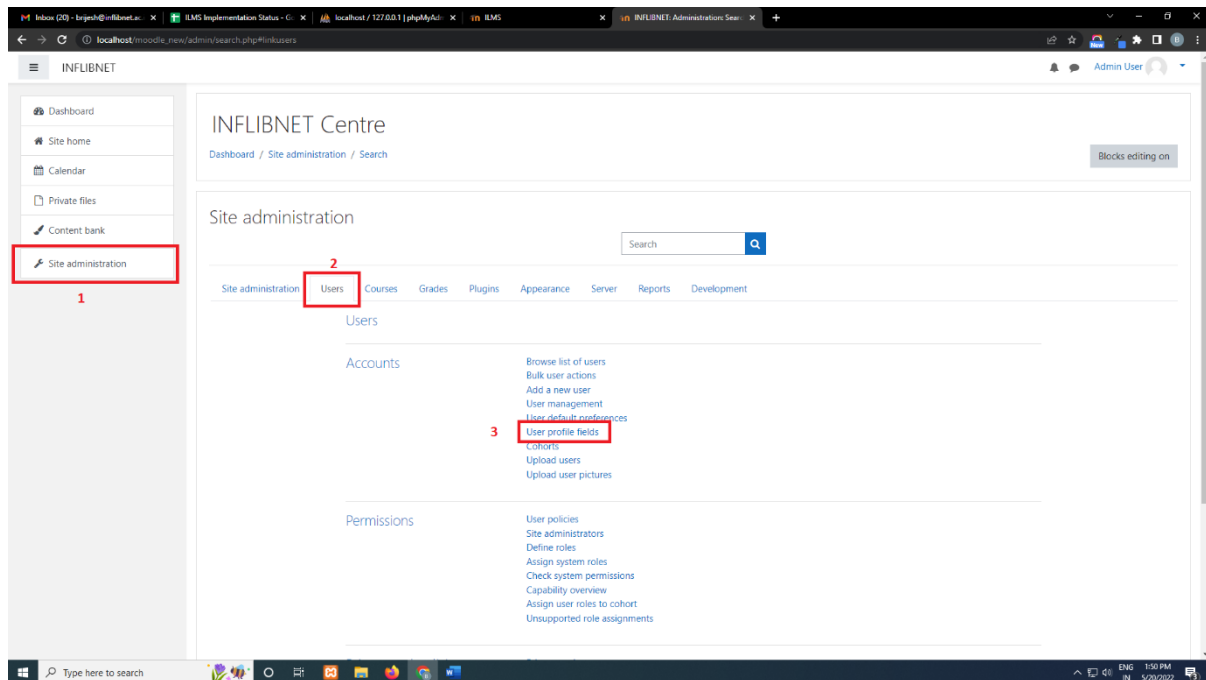 Inbox (20) - brijesh@inflibnet.ac. ILMS Implementation Status - G localhost / 127.0.0.1 | phpMyAd ILMS INFLIBNET: Administration: Sear
localhost/moodle_new/admin/search.php#linkusers New B
INFLIBNET Admin User
Dashboard
Site home
Calendar
Private files
Content bank
Site administration
1
INFLIBNET Centre
Dashboard / Site administration / Search
Blocks editing on
Site administration
Search
2
Site administration Users Courses Grades Plugins Appearance Server Reports Development
Users
Accounts
Browse list of users
Bulk user actions
Add a new user
User management
User default preferences
3 User profile fields
Cohorts
Upload users
Upload user pictures
Permissions
User policies
Site administrators
Define roles
Assign system roles
Check system permissions
Capability overview
Assign user roles to cohort
Unsupported role assignments
Type here to search
ENG 1:50 PM
IN 5/20/2022